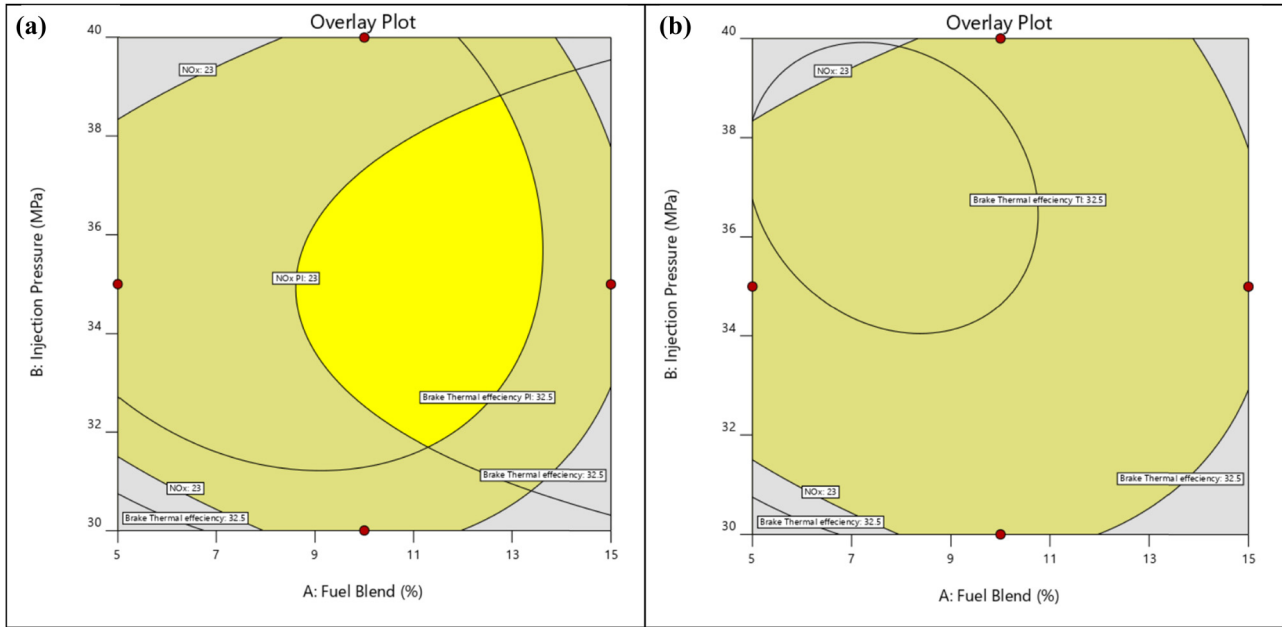 (a)
Overlay Plot
40
38
36
34
32
30
B: Injection Pressure (MPa)
NOx: 23
NOx PI: 23
Brake Thermal effeciency PI: 32.5
Brake Thermal effeciency: 32.5
NOx: 23
Brake Thermal effeciency: 32.5
5
7
9
11
13
15
A: Fuel Blend (%)
(b)
Overlay Plot
40
38
36
34
32
30
B: Injection Pressure (MPa)
NOx: 23
Brake Thermal effeciency TI: 32.5
Brake Thermal effeciency: 32.5
NOx: 23
Brake Thermal effeciency: 32.5
5
7
9
11
13
15
A: Fuel Blend (%)